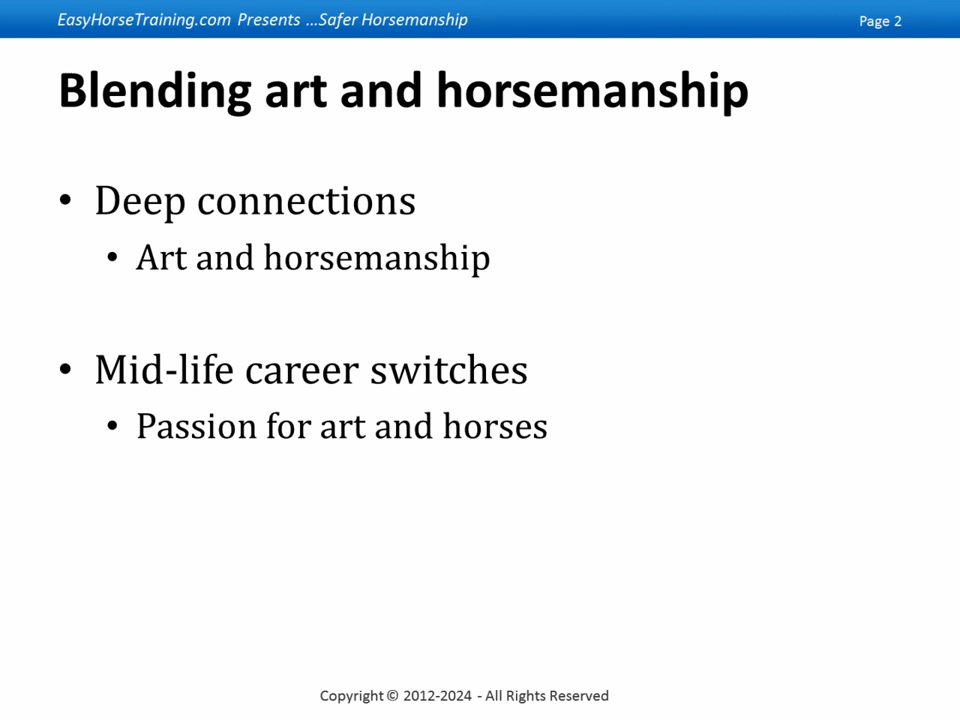 EasyHorseTraining.com Presents ...Safer Horsemanship
Page 2
Blending art and horsemanship
• Deep connections
• Art and horsemanship
• Mid-life career switches
• Passion for art and horses
Copyright © 2012-2024 - All Rights Reserved